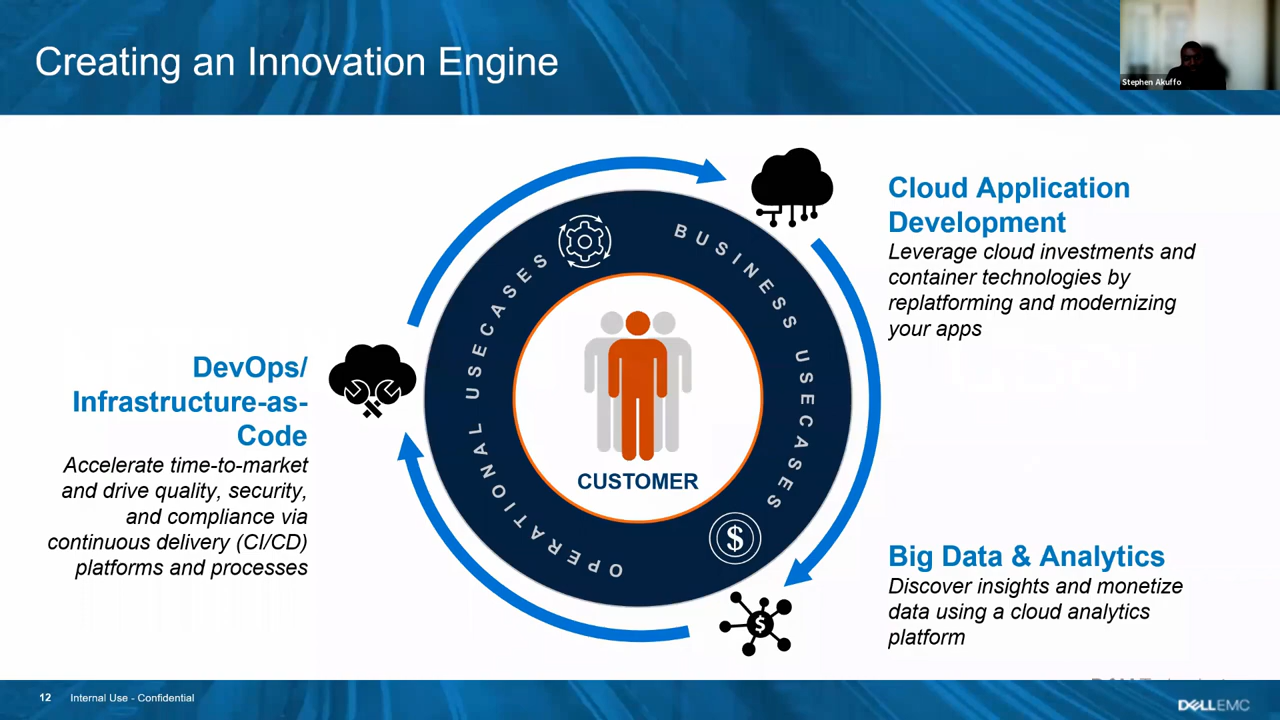 Creating an Innovation Engine
Stephen Akuffo
Cloud Application
Development
Leverage cloud investments and
container technologies by
replatforming and modernizing
your apps
BUSINESS USECASES
OPERATIONAL USECASES
CUSTOMER
DevOps/
Infrastructure-as-
Code
Accelerate time-to-market
and drive quality, security,
and compliance via
continuous delivery (CI/CD)
platforms and processes
$
$
Big Data & Analytics
Discover insights and monetize
data using a cloud analytics
platform
12 Internal Use - Confidential
DELLEMC